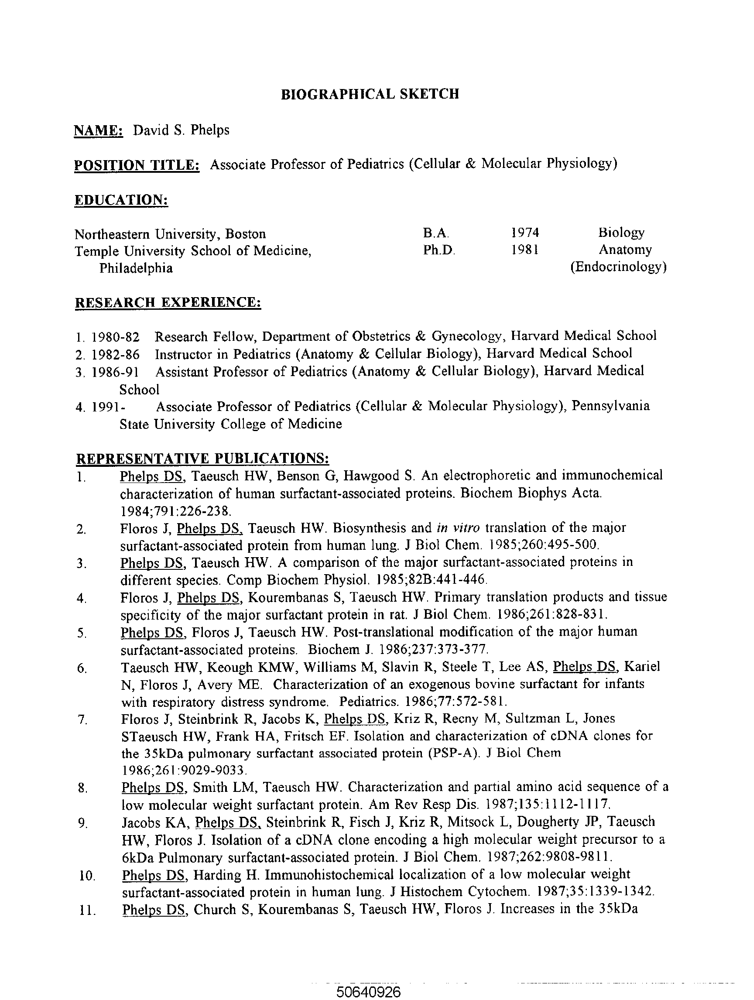 BIOGRAPHICAL SKETCH
NAME: David S. Phelps
POSITION TITLE: Associate Professor of Pediatrics (Cellular & Molecular Physiology)
EDUCATION:
Northeastern University, Boston B.A. 1974 Biology
Temple University School of Medicine, Ph.D. 1981 Anatomy
Philadelphia (Endocrinology)
RESEARCH EXPERIENCE:
1. 1980-82 Research Fellow, Department of Obstetrics & Gynecology, Harvard Medical School
2. 1982-86 Instructor in Pediatrics (Anatomy & Cellular Biology), Harvard Medical School
3. 1986-91 Assistant Professor of Pediatrics (Anatomy & Cellular Biology), Harvard Medical
School
4. 1991- Associate Professor of Pediatrics (Cellular & Molecular Physiology), Pennsylvania
State University College of Medicine
REPRESENTATIVE PUBLICATIONS:
1. Phelps DS, Taeusch HW, Benson G, Hawgood S. An electrophoretic and immunochemical
characterization of human surfactant-associated proteins. Biochem Biophys Acta.
1984;791:226-238.
2. Floros J, Phelps DS, Taeusch HW. Biosynthesis and in vitro translation of the major
surfactant-associated protein from human lung. J Biol Chem. 1985;260:495-500.
3. Phelps DS, Taeusch HW. A comparison of the major surfactant-associated proteins in
different species. Comp Biochem Physiol. 1985;82B:441-446.
4. Floros J, Phelps DS, Kourembanas S, Taeusch HW. Primary translation products and tissue
specificity of the major surfactant protein in rat. J Biol Chem. 1986;261:828-831.
5. Phelps DS, Floros J, Taeusch HW. Post-translational modification of the major human
surfactant-associated proteins. Biochem J. 1986;237:373-377.
6. Taeusch HW, Keough KMW, Williams M, Slavin R, Steele T, Lee AS, Phelps DS, Kariel
N, Floros J, Avery ME. Characterization of an exogenous bovine surfactant for infants
with respiratory distress syndrome. Pediatrics. 1986;77:572-581.
7. Floros J, Steinbrink R, Jacobs K, Phelps DS, Kriz R, Recny M, Sultzman L, Jones
STaeusch HW, Frank HA, Fritsch EF. Isolation and characterization of cDNA clones for
the 35kDa pulmonary surfactant associated protein (PSP-A). J Biol Chem
1986;261:9029-9033.
8. Phelps DS, Smith LM, Taeusch HW. Characterization and partial amino acid sequence of a
low molecular weight surfactant protein. Am Rev Resp Dis. 1987;135:1112-1117.
9. Jacobs KA, Phelps DS, Steinbrink R, Fisch J, Kriz R, Mitsock L, Dougherty JP, Taeusch
HW, Floros J. Isolation of a cDNA clone encoding a high molecular weight precursor to a
6kDa Pulmonary surfactant-associated protein. J Biol Chem. 1987;262:9808-9811.
10. Phelps DS, Harding H. Immunohistochemical localization of a low molecular weight
surfactant-associated protein in human lung. J Histochem Cytochem. 1987;35:1339-1342.
11. Phelps DS, Church S, Kourembanas S, Taeusch HW, Floros J. Increases in the 35kDa
50640926